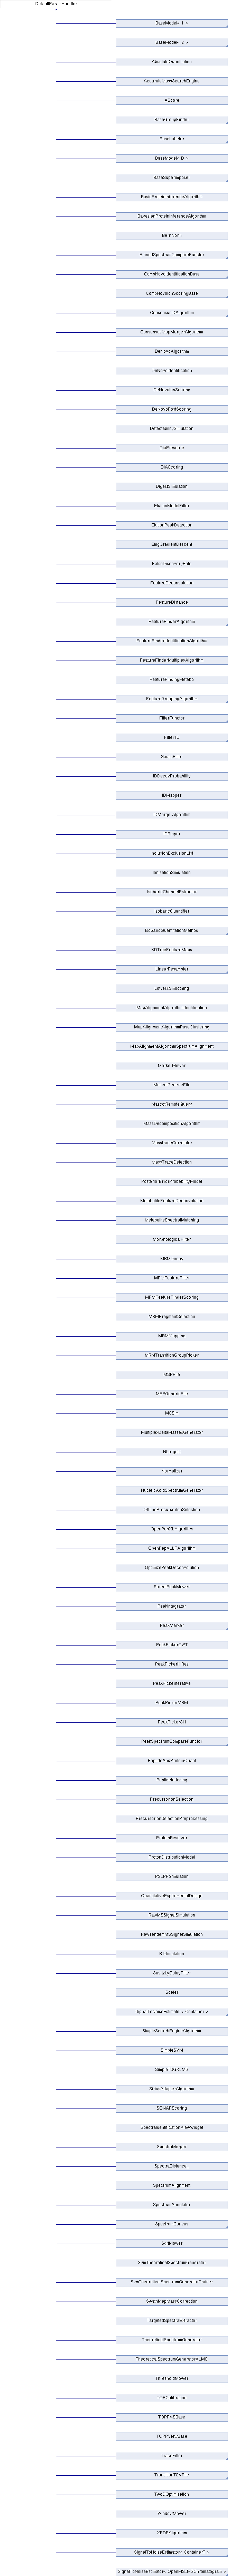 DefaultParamHandler
BaseModel< 1 >
BaseModel< 2 >
AbsoluteQuantitation
AccurateMassSearchEngine
AScore
BaseGroupFinder
BaseLabeler
BaseModel< D >
BaseSuperimposer
BasicProteinInferenceAlgorithm
BayesianProteinInferenceAlgorithm
BernNorm
BinnedSpectrumCompareFunctor
CompNovoIdentificationBase
CompNovoIonScoringBase
ConsensusIDAlgorithm
ConsensusMapMergerAlgorithm
DeNovoAlgorithm
DeNovoIdentification
DeNovoIonScoring
DeNovoPostScoring
DetectabilitySimulation
DiaPrescore
DIAScoring
DigestSimulation
ElutionModelFitter
ElutionPeakDetection
EmgGradientDescent
FalseDiscoveryRate
FeatureDeconvolution
FeatureDistance
FeatureFinderAlgorithm
FeatureFinderIdentificationAlgorithm
FeatureFinderMultiplexAlgorithm
FeatureFindingMetabo
FeatureGroupingAlgorithm
FilterFunctor
Fitter1D
GaussFilter
IDDecoyProbability
IDMapper
IDMergerAlgorithm
IDRipper
InclusionExclusionList
IonizationSimulation
IsobaricChannelExtractor
IsobaricQuantifier
IsobaricQuantitationMethod
KDTreeFeatureMaps
LinearResampler
LowessSmoothing
MapAlignmentAlgorithmIdentification
MapAlignmentAlgorithmPoseClustering
MapAlignmentAlgorithmSpectrumAlignment
MarkerMower
MascotGenericFile
MascotRemoteQuery
MassDecompositionAlgorithm
MasstraceCorrelator
MassTraceDetection
PosteriorErrorProbabilityModel
MetaboliteFeatureDeconvolution
MetaboliteSpectralMatching
MorphologicalFilter
MRMDecoy
MRMFeatureFilter
MRMFeatureFinderScoring
MRMFragmentSelection
MRMMapping
MRMTransitionGroupPicker
MSPFile
MSPGenericFile
MSSim
MultiplexDeltaMassesGenerator
NLargest
Normalizer
NucleicAcidSpectrumGenerator
OfflinePrecursorIonSelection
OpenPepXLAlgorithm
OpenPepXLLFAlgorithm
OptimizePeakDeconvolution
ParentPeakMower
PeakIntegrator
PeakMarker
PeakPickerCWT
PeakPickerHiRes
PeakPickerIterative
PeakPickerMRM
PeakPickerSH
PeakSpectrumCompareFunctor
PeptideAndProteinQuant
PeptideIndexing
PrecursorIonSelection
PrecursorIonSelectionPreprocessing
ProteinResolver
ProtonDistributionModel
PSLPFormulation
QuantitativeExperimentalDesign
RawMSSignalSimulation
RawTandemMSSignalSimulation
RTSimulation
SavitzkyGolayFilter
Scaler
SignalToNoiseEstimator< Container >
SimpleSearchEngineAlgorithm
SimpleSVM
SimpleTSGXLMS
SiriusAdapterAlgorithm
SONARScoring
SpectraIdentificationViewWidget
SpectraMerger
SpectraDistance_
SpectrumAlignment
SpectrumAnnotator
SpectrumCanvas
SqrtMower
SvmTheoreticalSpectrumGenerator
SvmTheoreticalSpectrumGeneratorTrainer
SwathMapMassCorrection
TargetedSpectraExtractor
TheoreticalSpectrumGenerator
TheoreticalSpectrumGeneratorXLMS
ThresholdMower
TOFCalibration
TOPPASBase
TOPPViewBase
TraceFitter
TransitionTSVFile
TwoDOptimization
WindowMower
XFDRAlgorithm
SignalToNoiseEstimator< ContainerT >
SignalToNoiseEstimator< OpenMS::MSChromatogram >